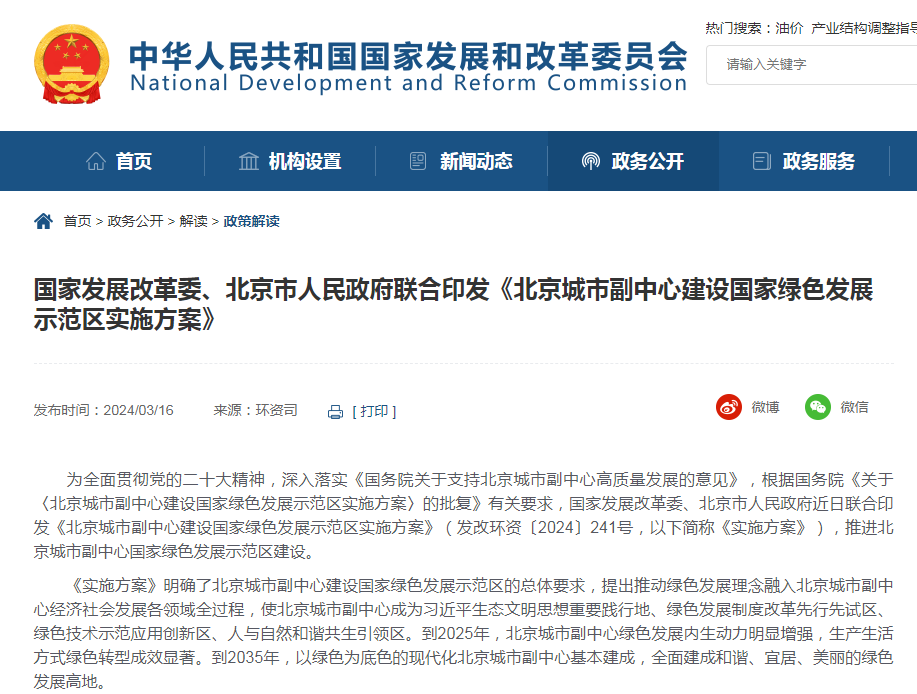 热门搜索：油价 产业结构调整指导
中华人民共和国国家发展和改革委员会
National Development and Reform Commission
请输入关键字
首页 机构设置 新闻动态 政务公开 政务服务
首页 > 政务公开 > 解读 > 政策解读
国家发展改革委、北京市人民政府联合印发《北京城市副中心建设国家绿色发展
示范区实施方案》
发布时间：2024/03/16 来源：环资司 [ 打印 ] 微博 微信
为全面贯彻党的二十大精神，深入落实《国务院关于支持北京城市副中心高质量发展的意见》，根据国务院《关于
〈北京城市副中心建设国家绿色发展示范区实施方案〉的批复》有关要求，国家发展改革委、北京市人民政府近日联合印
发《北京城市副中心建设国家绿色发展示范区实施方案》（发改环资〔2024〕241号，以下简称《实施方案》），推进北
京城市副中心国家绿色发展示范区建设。
《实施方案》明确了北京城市副中心建设国家绿色发展示范区的总体要求，提出推动绿色发展理念融入北京城市副中
心经济社会发展各领域全过程，使北京城市副中心成为习近平生态文明思想重要践行地、绿色发展制度改革先行先试区、
绿色技术示范应用创新区、人与自然和谐共生引领区。到2025年，北京城市副中心绿色发展内生动力明显增强，生产生活
方式绿色转型成效显著。到2035年，以绿色为底色的现代化北京城市副中心基本建成，全面建成和谐、宜居、美丽的绿色
发展高地。